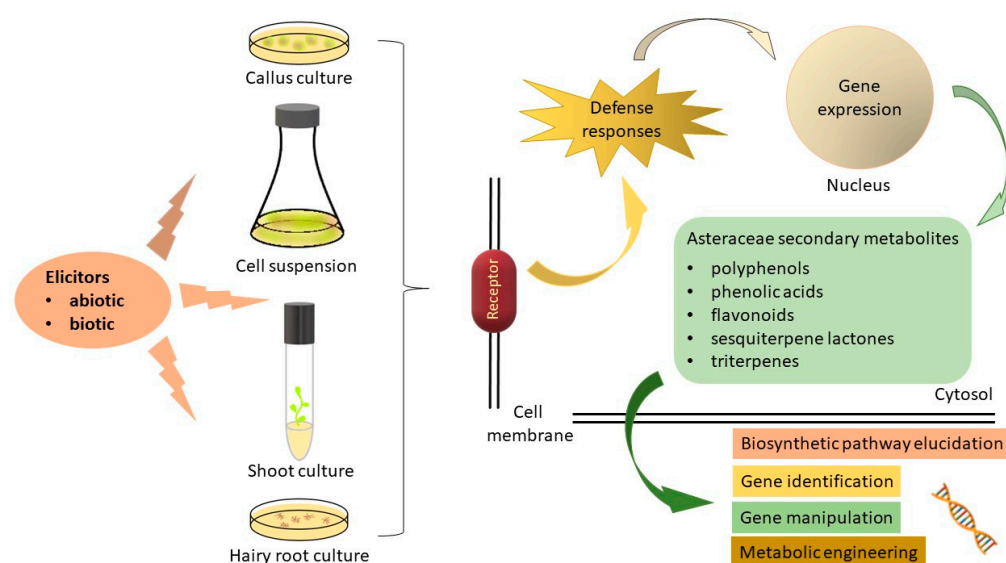 Callus culture
Cell suspension
Elicitors
• abiotic
• biotic
Shoot culture
Hairy root culture
Receptor
Cell
membrane
Defense
responses
Gene
expression
Nucleus
Asteraceae secondary metabolites
• polyphenols
• phenolic acids
• flavonoids
• sesquiterpene lactones
• triterpenes
Cytosol
Biosynthetic pathway elucidation
Gene identification
Gene manipulation
Metabolic engineering